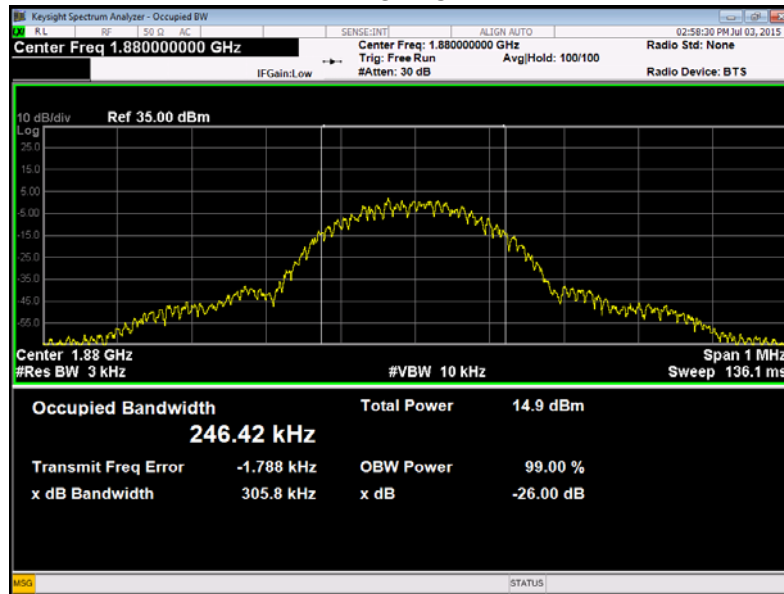 Keysight Spectrum Analyzer - Occupied BW
RL RF 50 Ω AC SENSE:INT ALIGN AUTO 02:58:30 PM Jul 03, 2015
Center Freq 1.880000000 GHz Center Freq: 1.880000000 GHz Radio Std: None
Trig: Free Run Avg|Hold: 100/100
IFGain:Low #Atten: 30 dB Radio Device: BTS
10 dB/div Ref 35.00 dBm
Log
25.0
15.0
5.00
-5.00
-15.0
-25.0
-35.0
-45.0
-55.0
Center 1.88 GHz Span 1 MHz
#Res BW 3 kHz #VBW 10 kHz Sweep 136.1 ms
Occupied Bandwidth Total Power 14.9 dBm
246.42 kHz
Transmit Freq Error -1.788 kHz OBW Power 99.00 %
x dB Bandwidth 305.8 kHz x dB -26.00 dB
MSG STATUS